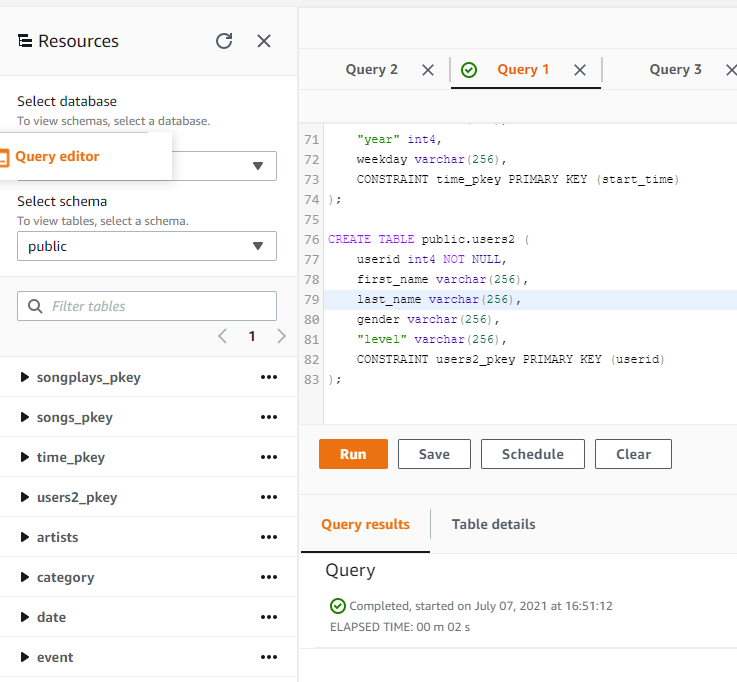 Resources
Select database
To view schemas, select a database.
Query editor
Select schema
To view tables, select a schema.
public
Filter tables
1
songplays_pkey
songs_pkey
time_pkey
users2_pkey
artists
category
date
event
Query 2
Query 1
Query 3
71 "year" int4,
72 weekday varchar(256),
73 CONSTRAINT time_pkey PRIMARY KEY (start_time)
74 );
75
76 CREATE TABLE public.users2 (
77 userid int4 NOT NULL,
78 first_name varchar(256),
79 last_name varchar(256),
80 gender varchar(256),
81 "level" varchar(256),
82 CONSTRAINT users2_pkey PRIMARY KEY (userid)
83 );
Run Save Schedule Clear
Query results Table details
Query
Completed, started on July 07, 2021 at 16:51:12
ELAPSED TIME: 00 m 02 s